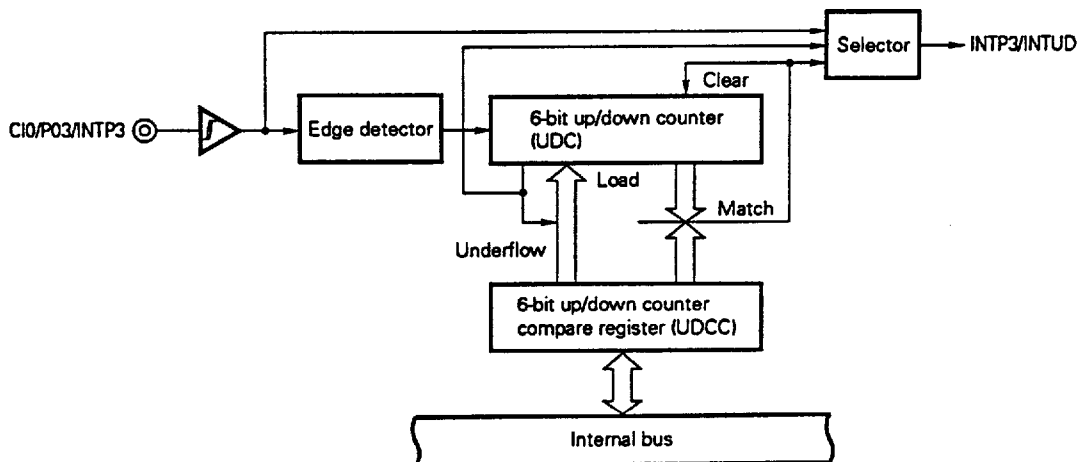 Selector
INTP3/INTUD
Clear
CI0/P03/INTP3
Edge detector
6-bit up/down counter
(UDC)
Load
Match
Underflow
6-bit up/down counter
compare register (UDCC)
Internal bus